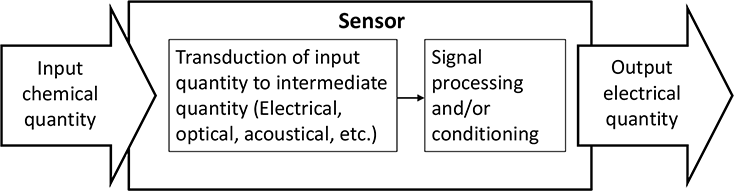 Sensor
Input
chemical
quantity
Transduction of input
quantity to intermediate
quantity (Electrical,
optical, acoustical, etc.)
Signal
processing
and/or
conditioning
Output
electrical
quantity